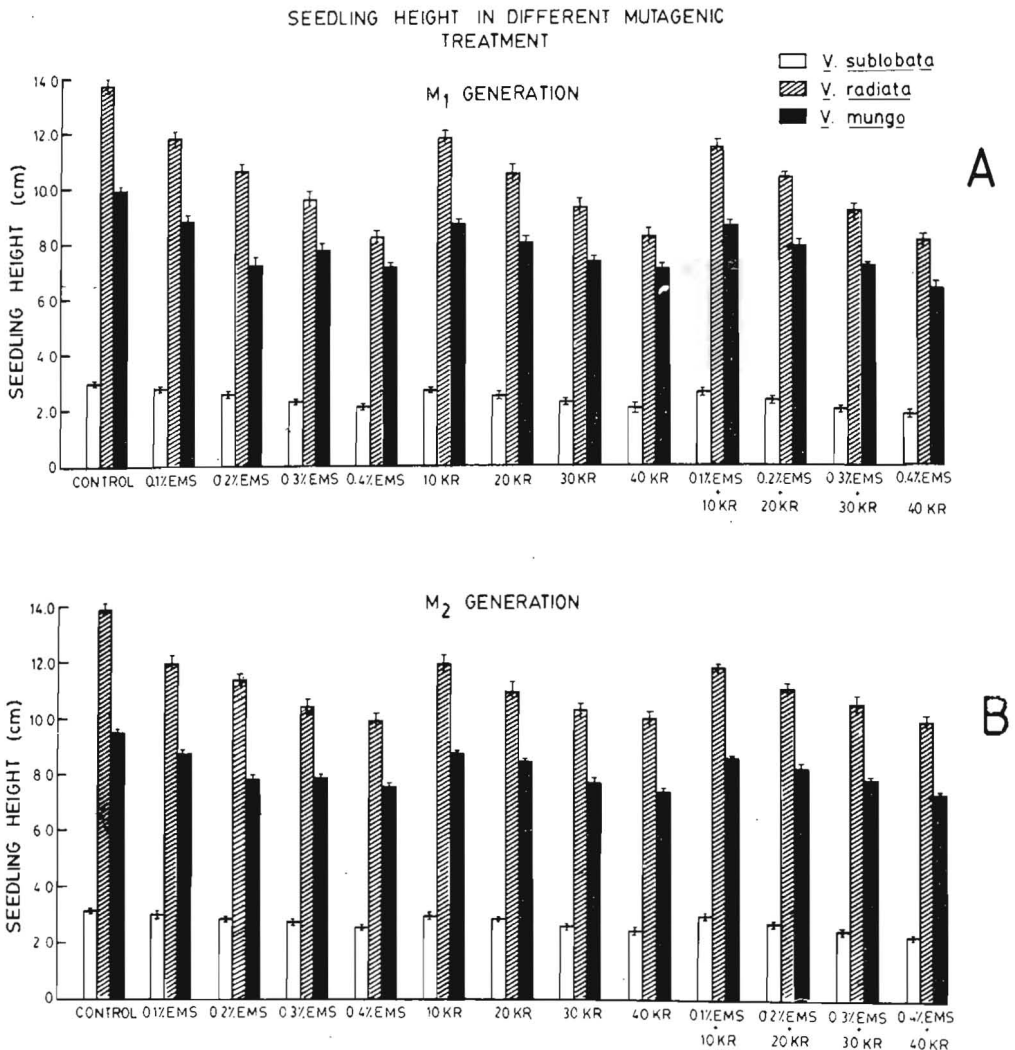 SEEDLING HEIGHT IN DIFFERENT MUTAGENIC
TREATMENT
V. sublobata
V. radiata
V. mungo
M1 GENERATION
A
SEEDLING HEIGHT (cm)
14.0
12.0
10.0
8.0
6.0
4.0
2.0
0
CONTROL 0.1%EMS 0.2%EMS 0.3%EMS 0.4%EMS 10 KR 20 KR 30 KR 40 KR 0.1%EMS 0.2%EMS 0.3%EMS 0.4%EMS
+ + +
10 KR 20 KR 30 KR 40 KR
M2 GENERATION
B
SEEDLING HEIGHT (cm)
14.0
12.0
10.0
8.0
6.0
4.0
2.0
0
CONTROL 0.1%EMS 0.2%EMS 0.3%EMS 0.4%EMS 10 KR 20 KR 30 KR 40 KR 0.1%EMS 0.2%EMS 0.3%EMS 0.4%EMS
+ + + +
10 KR 20 KR 30 KR 40 KR